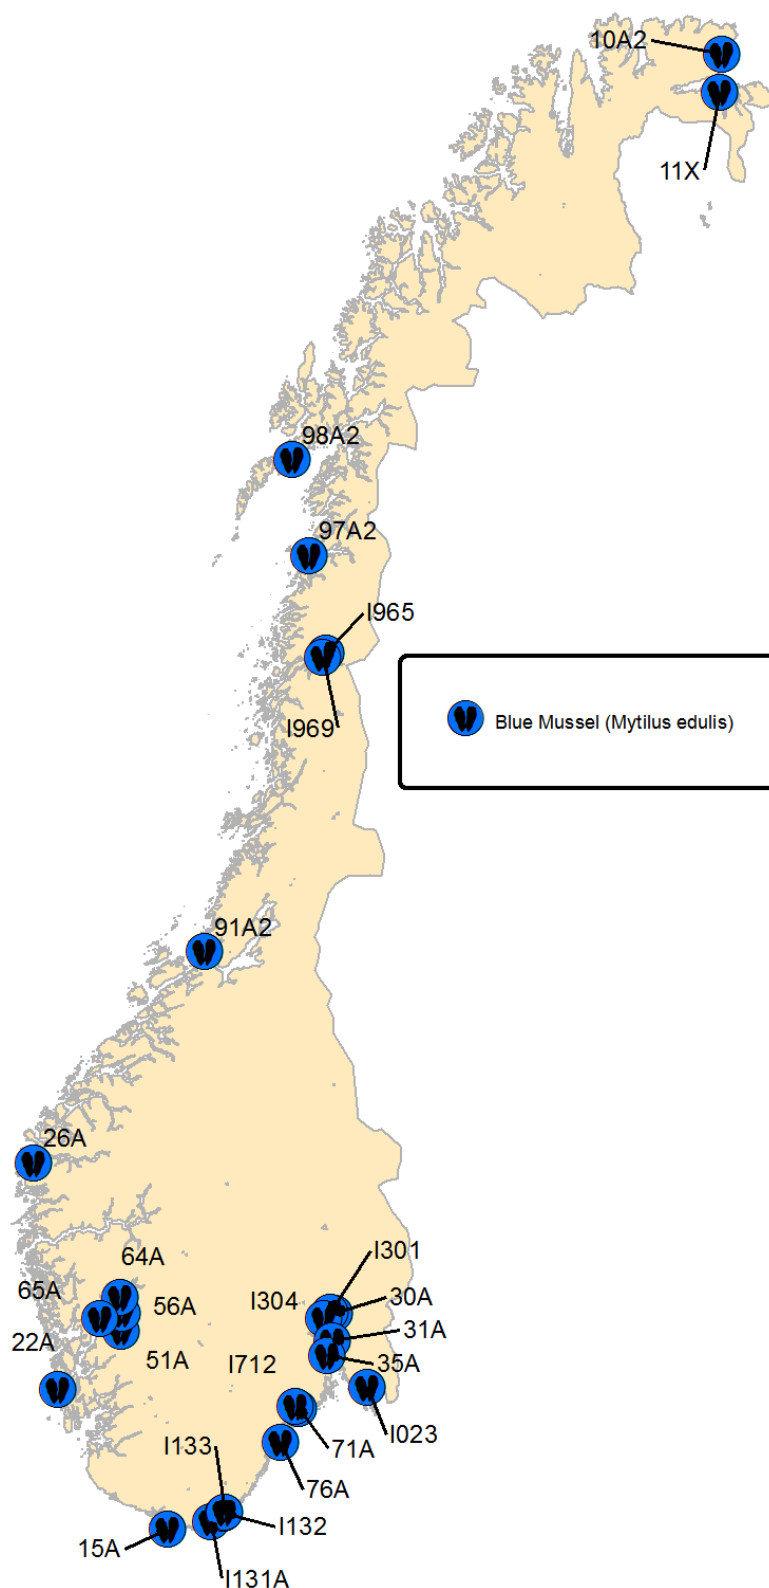 10A2
11X
98A2
97A2
I965
I969
Blue Mussel (Mytilus edulis)
91A2
26A
I301
64A
65A
56A
I304
30A
31A
22A
51A
I712
35A
I023
71A
I133
76A
I132
15A
I131A